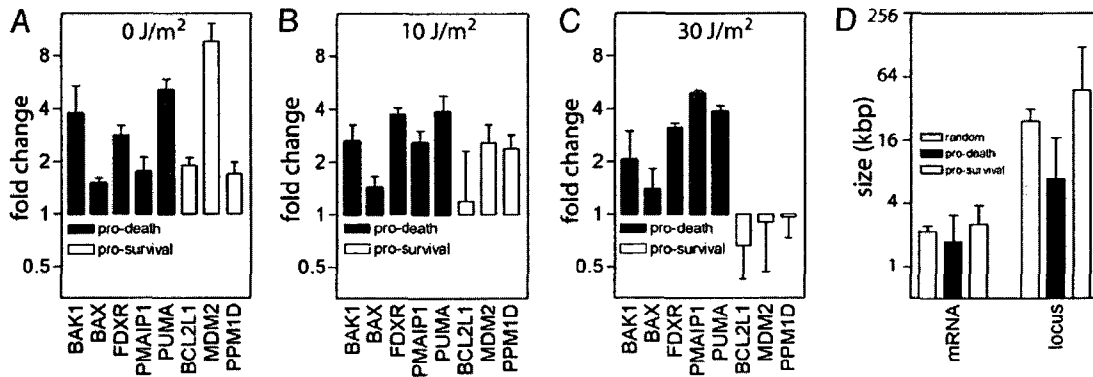 A
0 J/m²
fold change
8
4
2
1
0.5
pro-death
pro-survival
BAK1
BAX
FDXR
PMAIP1
PUMA
BCL2L1
MDM2
PPM1D
B
10 J/m²
fold change
8
4
2
1
0.5
pro-death
pro-survival
BAK1
BAX
FDXR
PMAIP1
PUMA
BCL2L1
MDM2
PPM1D
C
30 J/m²
fold change
8
4
2
1
0.5
pro-death
pro-survival
BAK1
BAX
FDXR
PMAIP1
PUMA
BCL2L1
MDM2
PPM1D
D
size (kbp)
256
64
16
4
1
random
pro-death
pro-survival
mRNA
locus